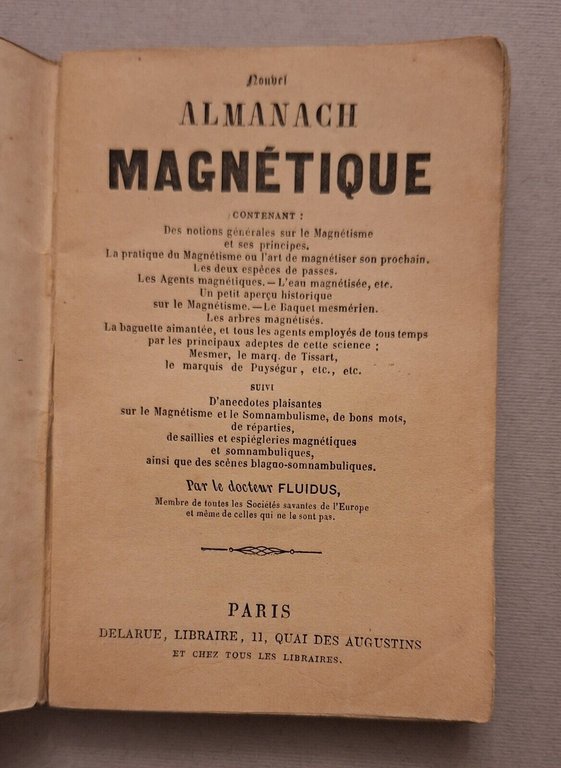 Nouvel
ALMANACH
MAGNÉTIQUE
CONTENANT :
Des notions générales sur le Magnétisme
et ses principes.
La pratique du Magnétisme ou l'art de magnétiser son prochain.
Les deux espèces de passes.
Les Agents magnétiques. — L'eau magnétisée, etc.
Un petit aperçu historique
sur le Magnétisme. — Le Baquet mesmérien.
Les arbres magnétisés.
La baguette aimantée, et tous les agents employés de tous temps
par les principaux adeptes de cette science :
Mesmer, le marq. de Tissart,
le marquis de Puységur, etc., etc.
SUIVI
D'anecdotes plaisantes
sur le Magnétisme et le Somnambulisme, de bons mots,
de réparties,
de saillies et espiégleries magnétiques
et somnambuliques,
ainsi que des scènes blagno-somnambuliques.
Par le docteur FLUIDUS,
Membre de toutes les Sociétés savantes de l'Europe
et même de celles qui ne le sont pas.
PARIS
DELARUE, LIBRAIRE, 11, QUAI DES AUGUSTINS
ET CHEZ TOUS LES LIBRAIRES.